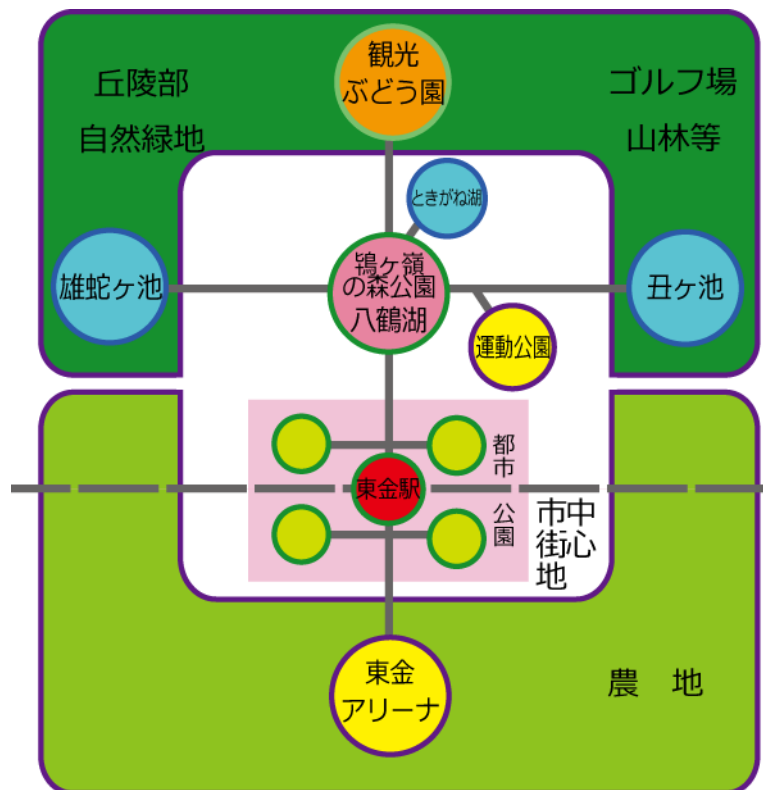 観光
ぶどう園
丘陵部
自然緑地
ゴルフ場
山林等
ときがね湖
雄蛇ヶ池
鴇ヶ嶺
の森公園
八鶴湖
丑ヶ池
運動公園
都市
公園
東金駅
中心
市街地
東金
アリーナ
農 地